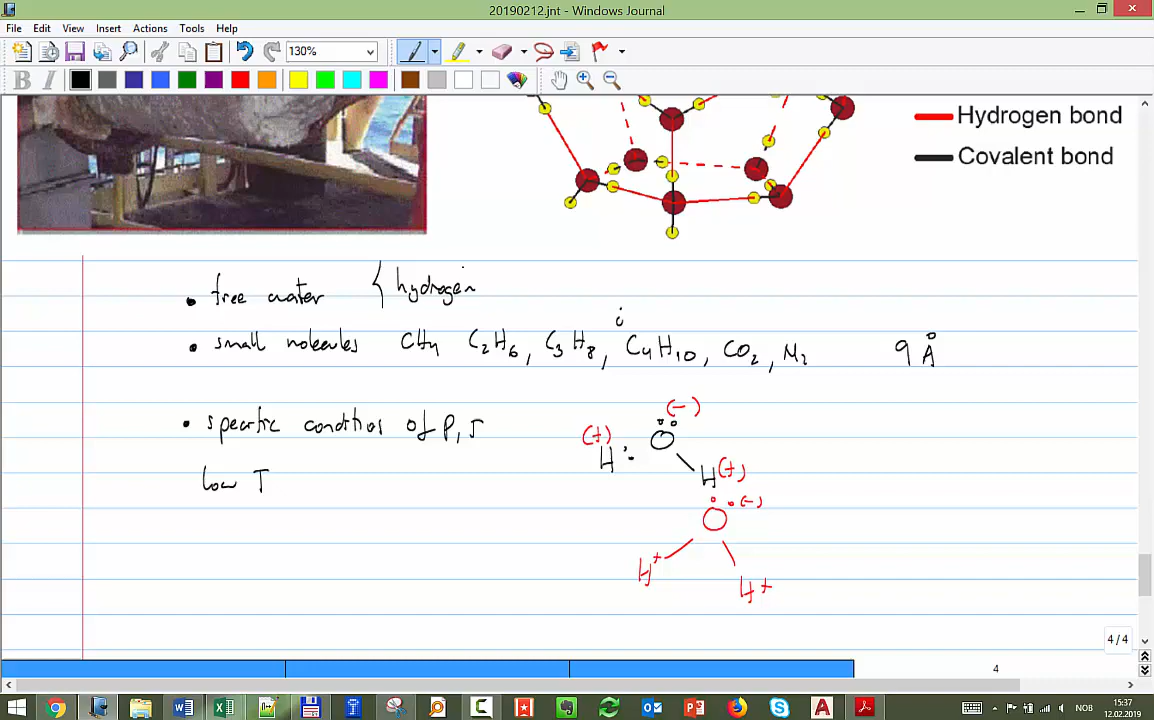 20190212.jnt - Windows Journal
File Edit View Insert Actions Tools Help
130%
B I
Hydrogen bond
Covalent bond
• free water { hydrogen
• small molecules CH4 C2H6, C3H8, iC4H10, CO2, N2 9 Å
• specific condition of P, T
low T
(-)
(+) O
H
H (+)
O (-)
H+
H+
4/4
4
NOB
15:37
12.02.2019